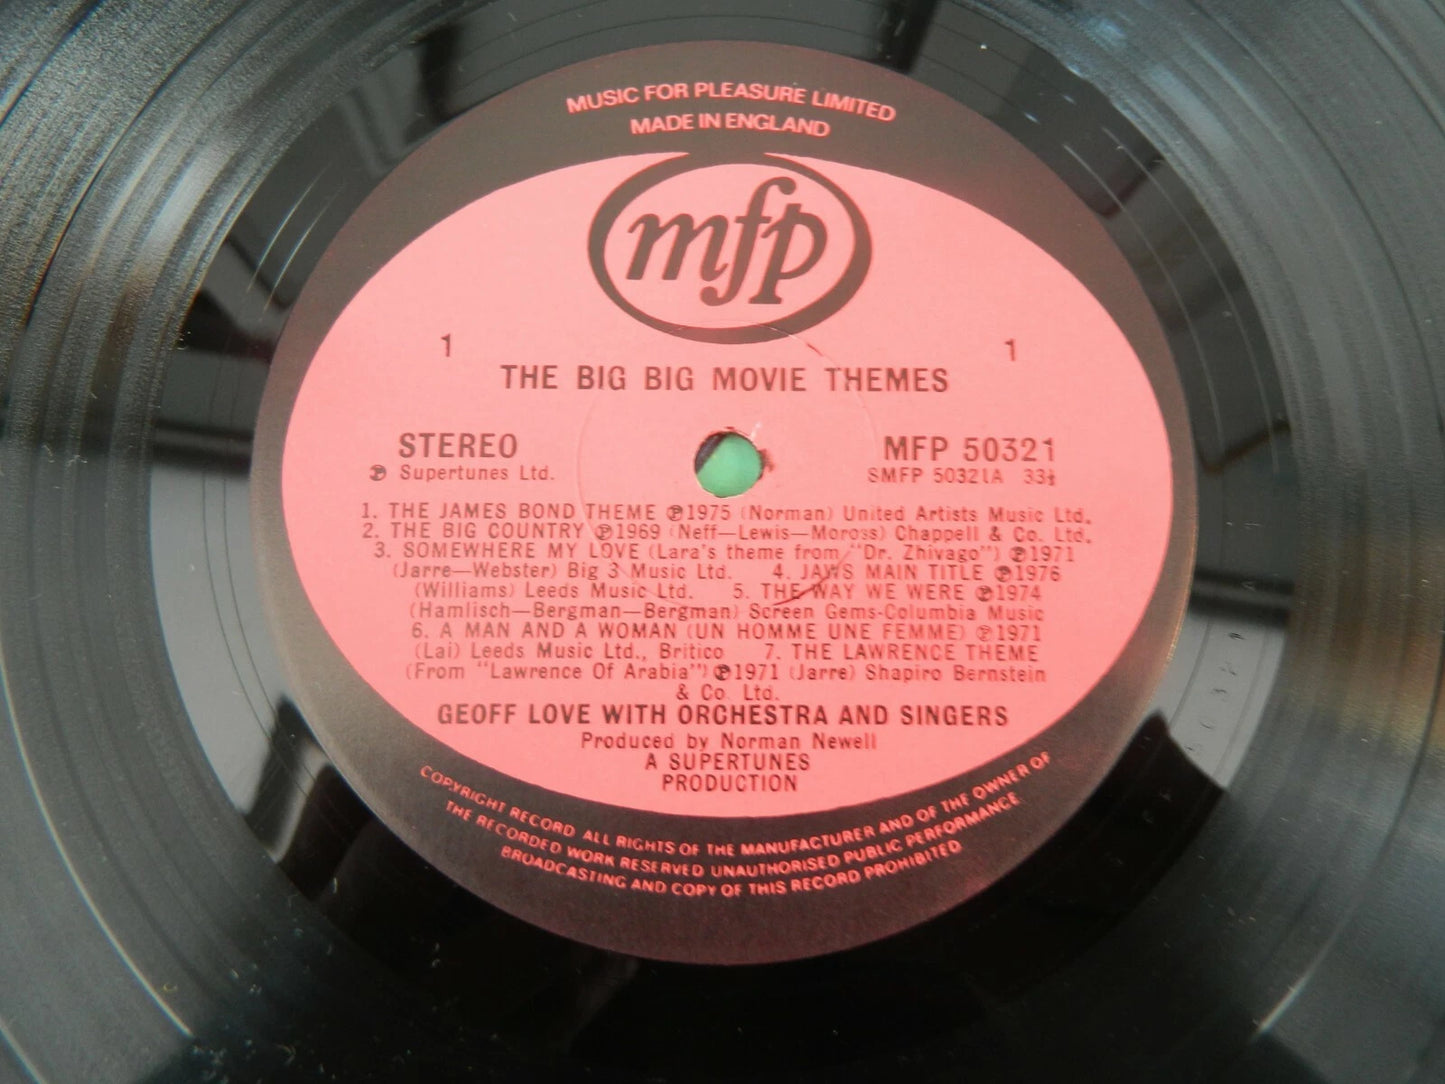 MUSIC FOR PLEASURE LIMITED
MADE IN ENGLAND
mfp
1 1
THE BIG BIG MOVIE THEMES
STEREO MFP 50321
℗ Supertunes Ltd. SMFP 50321A 33⅓
1. THE JAMES BOND THEME ℗1975 (Norman) United Artists Music Ltd.
2. THE BIG COUNTRY ℗1969 (Neff—Lewis—Moross) Chappell & Co. Ltd.
3. SOMEWHERE MY LOVE (Lara's theme from "Dr. Zhivago") ℗1971
(Jarre—Webster) Big 3 Music Ltd. 4. JAWS MAIN TITLE ℗1976
(Williams) Leeds Music Ltd. 5. THE WAY WE WERE ℗1974
(Hamlisch—Bergman—Bergman) Screen Gems-Columbia Music
6. A MAN AND A WOMAN (UN HOMME UNE FEMME) ℗1971
(Lai) Leeds Music Ltd., Britico 7. THE LAWRENCE THEME
(From "Lawrence Of Arabia") ℗1971 (Jarre) Shapiro Bernstein
& Co. Ltd.
GEOFF LOVE WITH ORCHESTRA AND SINGERS
Produced by Norman Newell
A SUPERTUNES
PRODUCTION
COPYRIGHT RECORD ALL RIGHTS OF THE MANUFACTURER AND OF THE OWNER OF
THE RECORDED WORK RESERVED UNAUTHORISED PUBLIC PERFORMANCE
BROADCASTING AND COPY OF THIS RECORD PROHIBITED